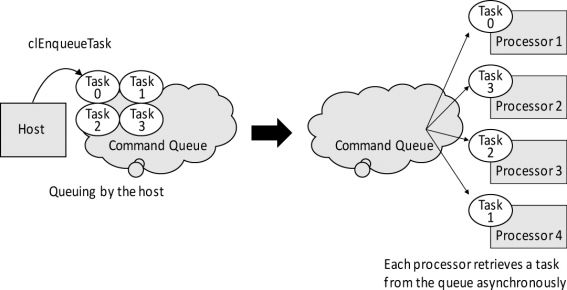 clEnqueueTask
Host
Task
0
Task
1
Task
2
Task
3
Command Queue
Queuing by the host
Command Queue
Task
0
Processor 1
Task
3
Processor 2
Task
2
Processor 3
Task
1
Processor 4
Each processor retrieves a task
from the queue asynchronously